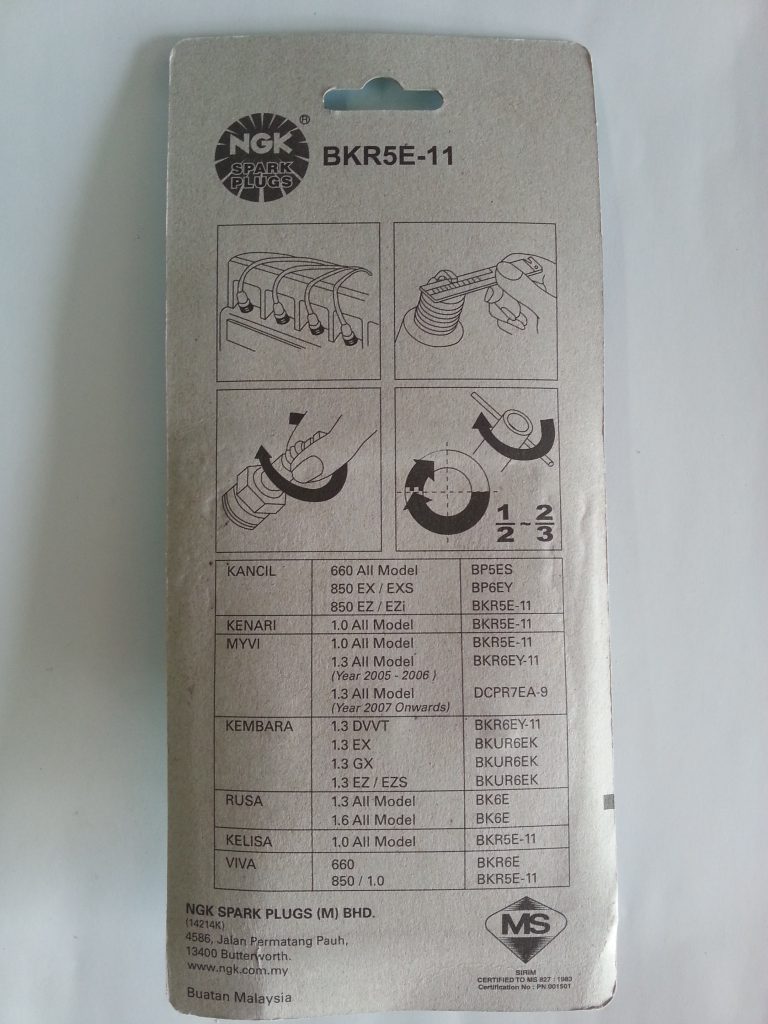 NGK ®
SPARK
PLUGS
BKR5E-11
1/2 ~ 2/3
KANCIL 660 All Model BP5ES
850 EX / EXS BP6EY
850 EZ / EZi BKR5E-11
KENARI 1.0 All Model BKR5E-11
MYVI 1.0 All Model BKR5E-11
1.3 All Model BKR6EY-11
(Year 2005 - 2006 )
1.3 All Model DCPR7EA-9
(Year 2007 Onwards)
KEMBARA 1.3 DVVT BKR6EY-11
1.3 EX BKUR6EK
1.3 GX BKUR6EK
1.3 EZ / EZS BKUR6EK
RUSA 1.3 All Model BK6E
1.6 All Model BK6E
KELISA 1.0 All Model BKR5E-11
VIVA 660 BKR6E
850 / 1.0 BKR5E-11
NGK SPARK PLUGS (M) BHD.
(14214K)
4586, Jalan Permatang Pauh,
13400 Butterworth.
www.ngk.com.my
Buatan Malaysia
MS
SIRIM
CERTIFIED TO MS 827 : 1983
Certification No : PN 001501